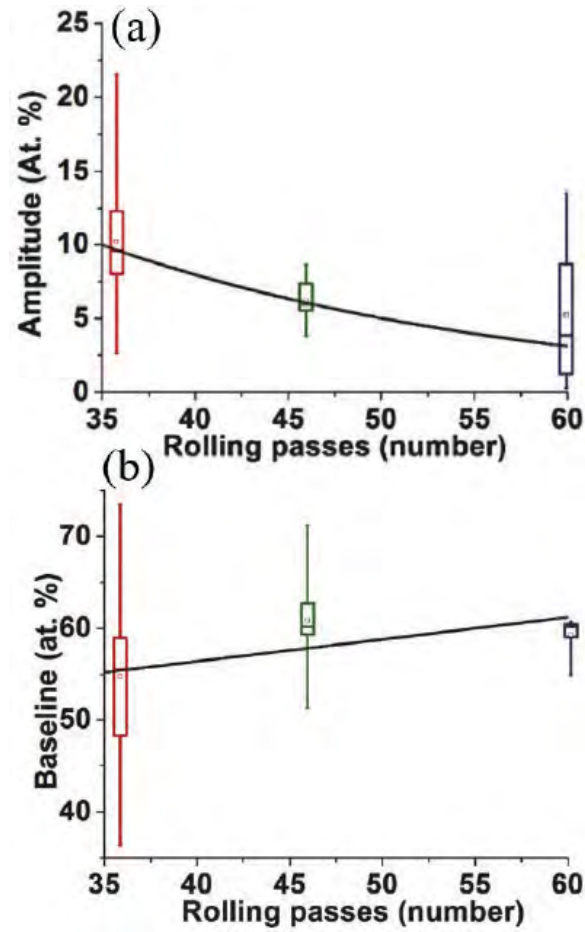 (a)
25
20
15
10
5
0
Amplitude (At. %)
35 40 45 50 55 60
Rolling passes (number)
(b)
70
60
50
40
Baseline (at. %)
35 40 45 50 55 60
Rolling passes (number)